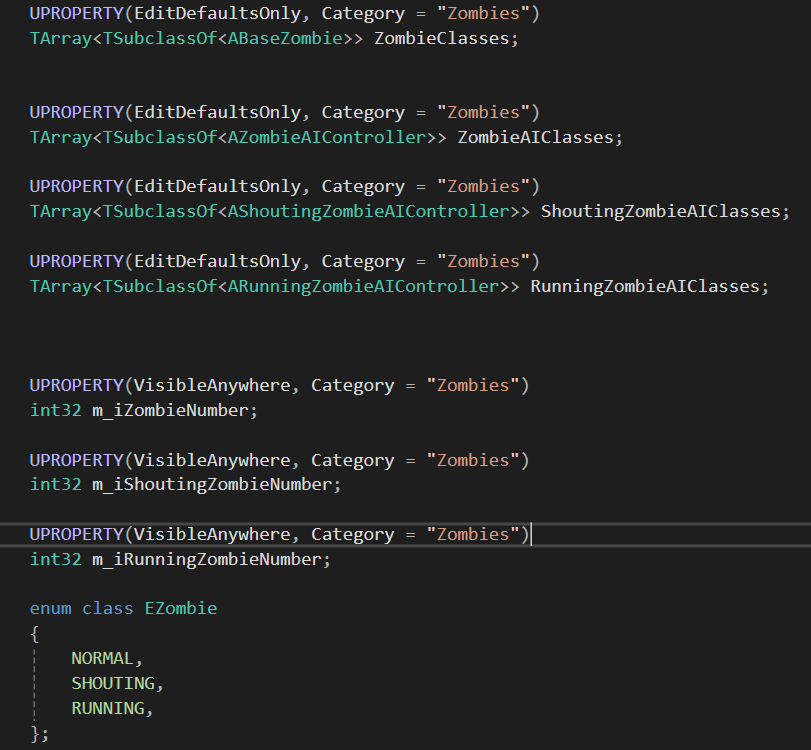 UPROPERTY(EditDefaultsOnly, Category = "Zombies")
TArray<TSubclassOf<ABaseZombie>> ZombieClasses;
UPROPERTY(EditDefaultsOnly, Category = "Zombies")
TArray<TSubclassOf<AZombieAIController>> ZombieAIClasses;
UPROPERTY(EditDefaultsOnly, Category = "Zombies")
TArray<TSubclassOf<AShoutingZombieAIController>> ShoutingZombieAIClasses;
UPROPERTY(EditDefaultsOnly, Category = "Zombies")
TArray<TSubclassOf<ARunningZombieAIController>> RunningZombieAIClasses;
UPROPERTY(VisibleAnywhere, Category = "Zombies")
int32 m_iZombieNumber;
UPROPERTY(VisibleAnywhere, Category = "Zombies")
int32 m_iShoutingZombieNumber;
UPROPERTY(VisibleAnywhere, Category = "Zombies")
int32 m_iRunningZombieNumber;
enum class EZombie
{
NORMAL,
SHOUTING,
RUNNING,
};